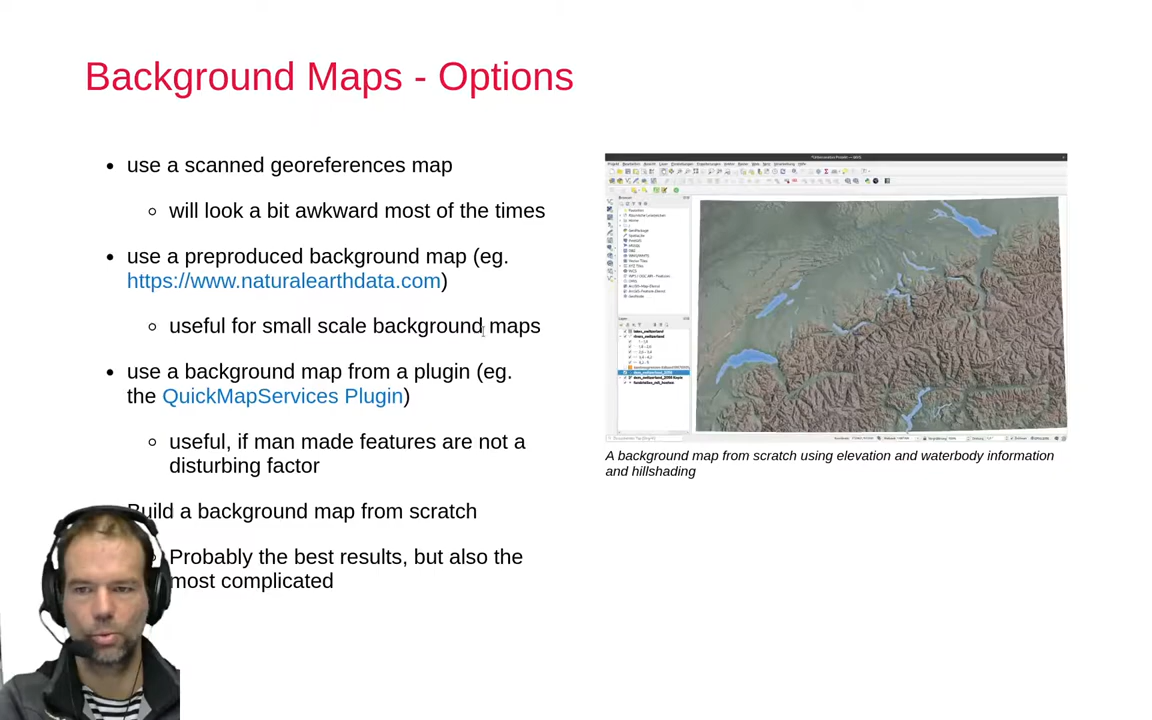 Background Maps - Options
use a scanned georeferences map
will look a bit awkward most of the times
use a preproduced background map (eg.
https://www.naturalearthdata.com)
useful for small scale background maps
use a background map from a plugin (eg.
the QuickMapServices Plugin)
useful, if man made features are not a
disturbing factor
Build a background map from scratch
Probably the best results, but also the
most complicated
A background map from scratch using elevation and waterbody information
and hillshading